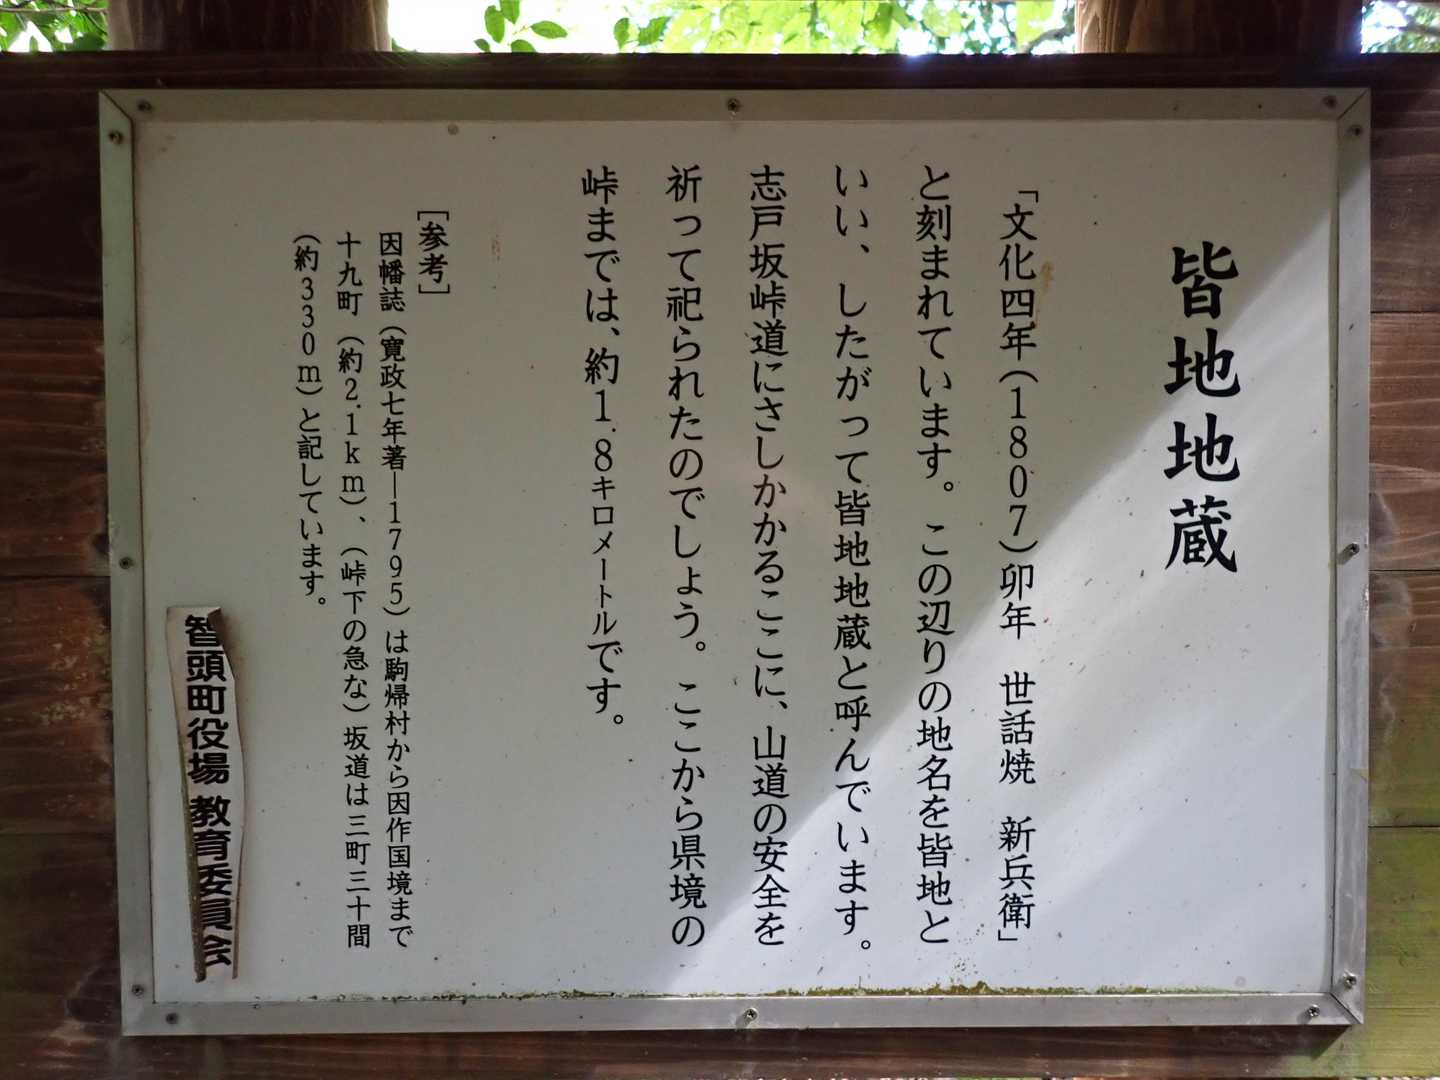 皆地地蔵
「文化四年(1807)卯年　世話焼　新兵衛」
と刻まれています。この辺りの地名を皆地と
いい、したがって皆地地蔵と呼んでいます。
志戸坂峠道にさしかかるここに、山道の安全を
祈って祀られたのでしょう。ここから県境の
峠までは、約1.8キロメートルです。
［参考］
因幡誌(寛政七年著―1795)は駒帰村から因作国境まで
十九町(約2.1km)、(峠下の急な)坂道は三町三十間
(約330m)と記しています。
智頭町役場 教育委員会